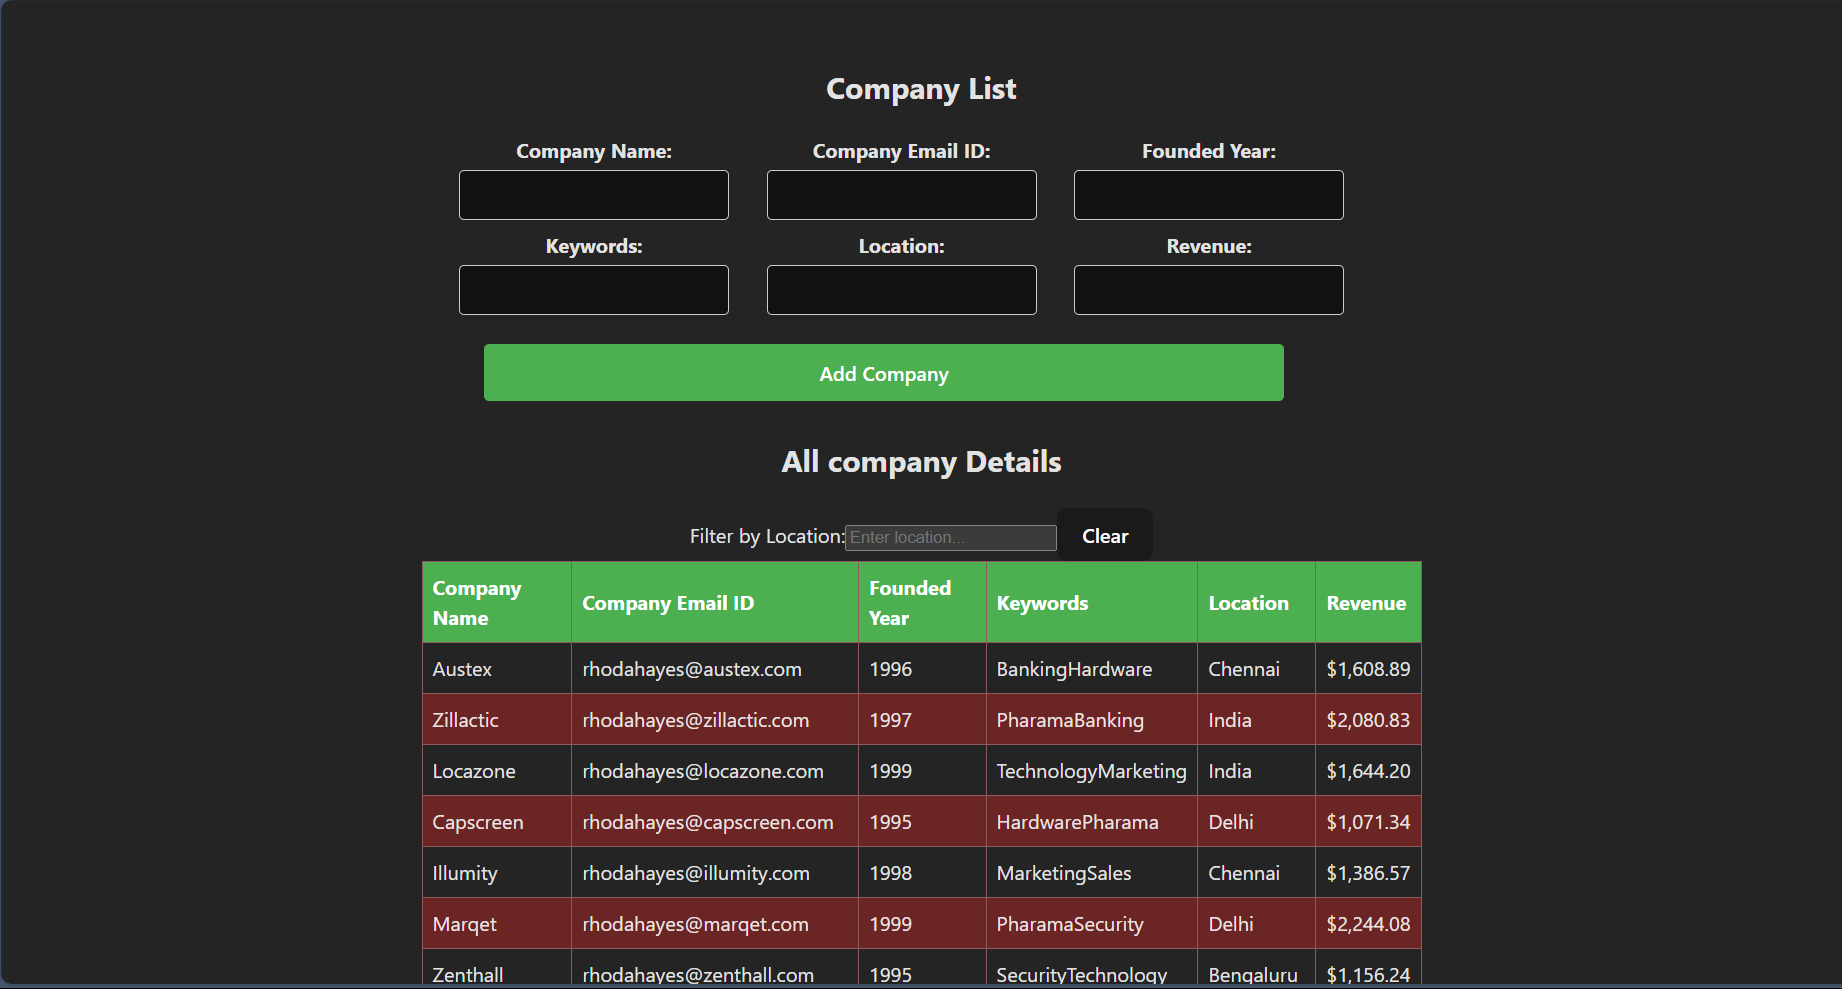 Company List
Company Name: Company Email ID: Founded Year:
Keywords: Location: Revenue:
Add Company
All company Details
Filter by Location: Enter location... Clear
Company Name Company Email ID Founded Year Keywords Location Revenue
Austex rhodahayes@austex.com 1996 BankingHardware Chennai $1,608.89
Zillactic rhodahayes@zillactic.com 1997 PharamaBanking India $2,080.83
Locazone rhodahayes@locazone.com 1999 TechnologyMarketing India $1,644.20
Capscreen rhodahayes@capscreen.com 1995 HardwarePharama Delhi $1,071.34
Illumity rhodahayes@illumity.com 1998 MarketingSales Chennai $1,386.57
Marqet rhodahayes@marqet.com 1999 PharamaSecurity Delhi $2,244.08
Zenthall rhodahayes@zenthall.com 1995 SecurityTechnology Bengaluru $1,156.24